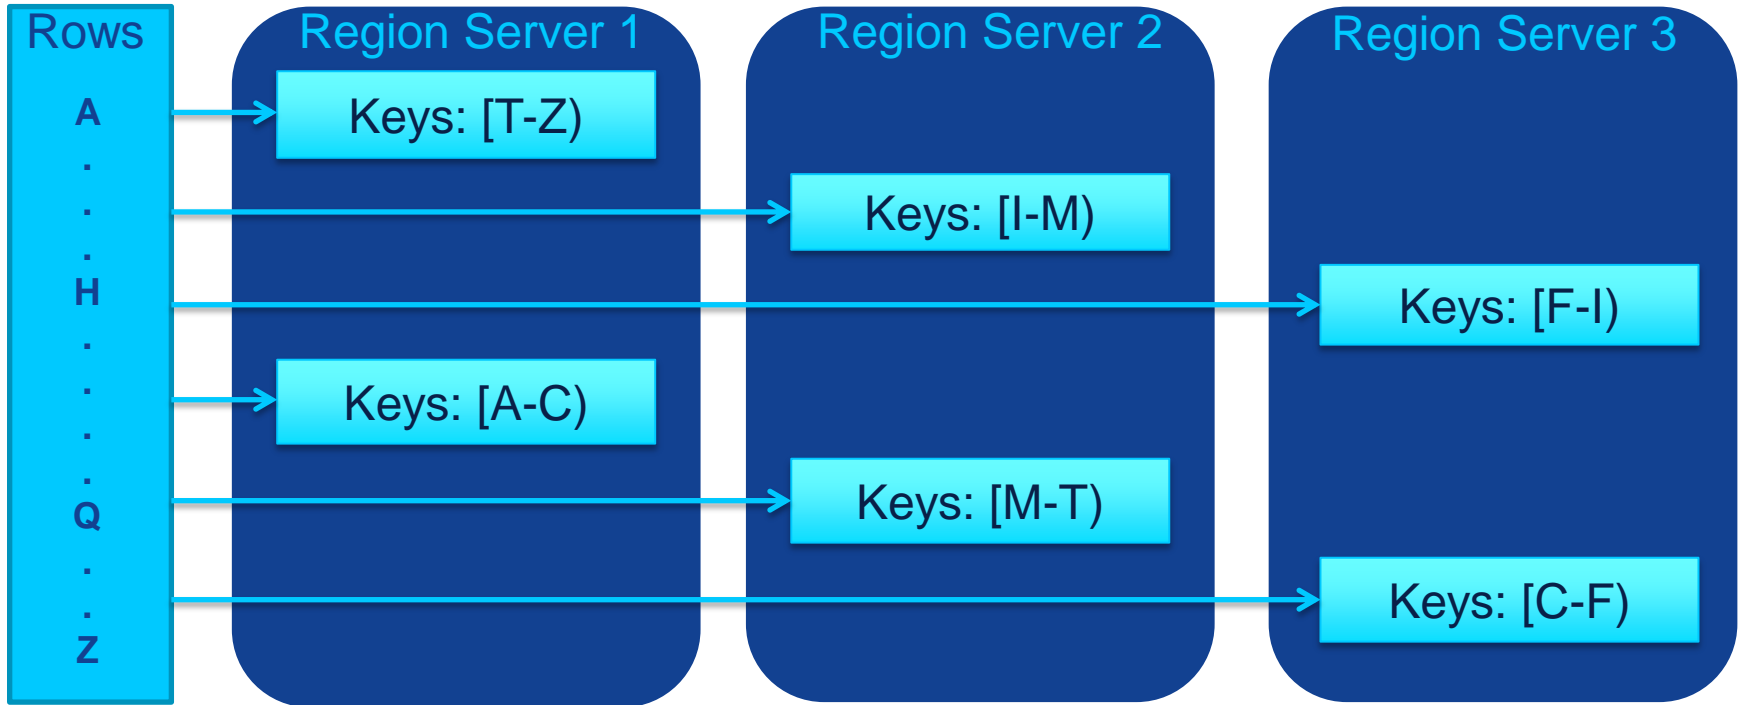 Rows
A
.
.
.
H
.
.
.
.
Q
.
.
Z
Region Server 1
Keys: [T-Z)
Keys: [A-C)
Region Server 2
Keys: [I-M)
Keys: [M-T)
Region Server 3
Keys: [F-I)
Keys: [C-F)